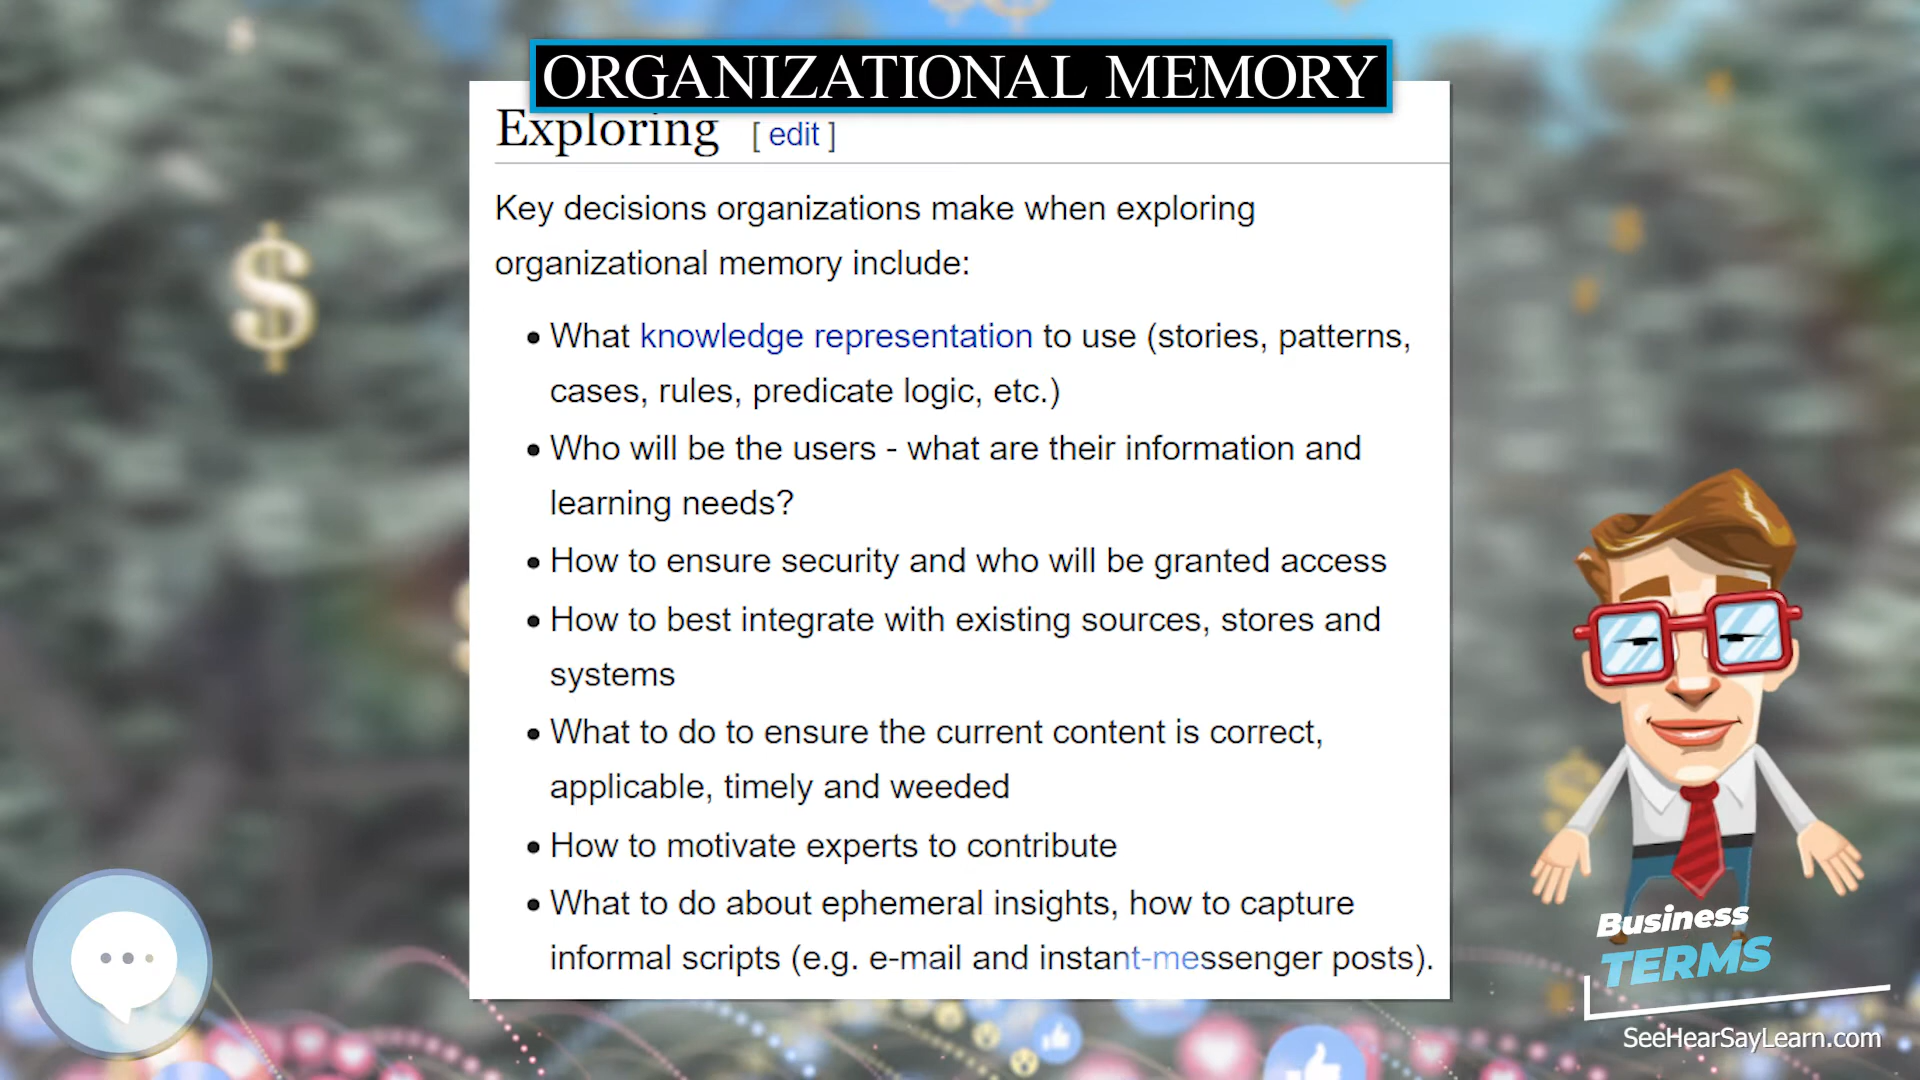 ORGANIZATIONAL MEMORY
Exploring [ edit ]
Key decisions organizations make when exploring
organizational memory include:
• What knowledge representation to use (stories, patterns,
cases, rules, predicate logic, etc.)
• Who will be the users - what are their information and
learning needs?
• How to ensure security and who will be granted access
• How to best integrate with existing sources, stores and
systems
• What to do to ensure the current content is correct,
applicable, timely and weeded
• How to motivate experts to contribute
• What to do about ephemeral insights, how to capture
informal scripts (e.g. e-mail and instant-messenger posts).
$
Business
TERMS
SeeHearSayLearn.com